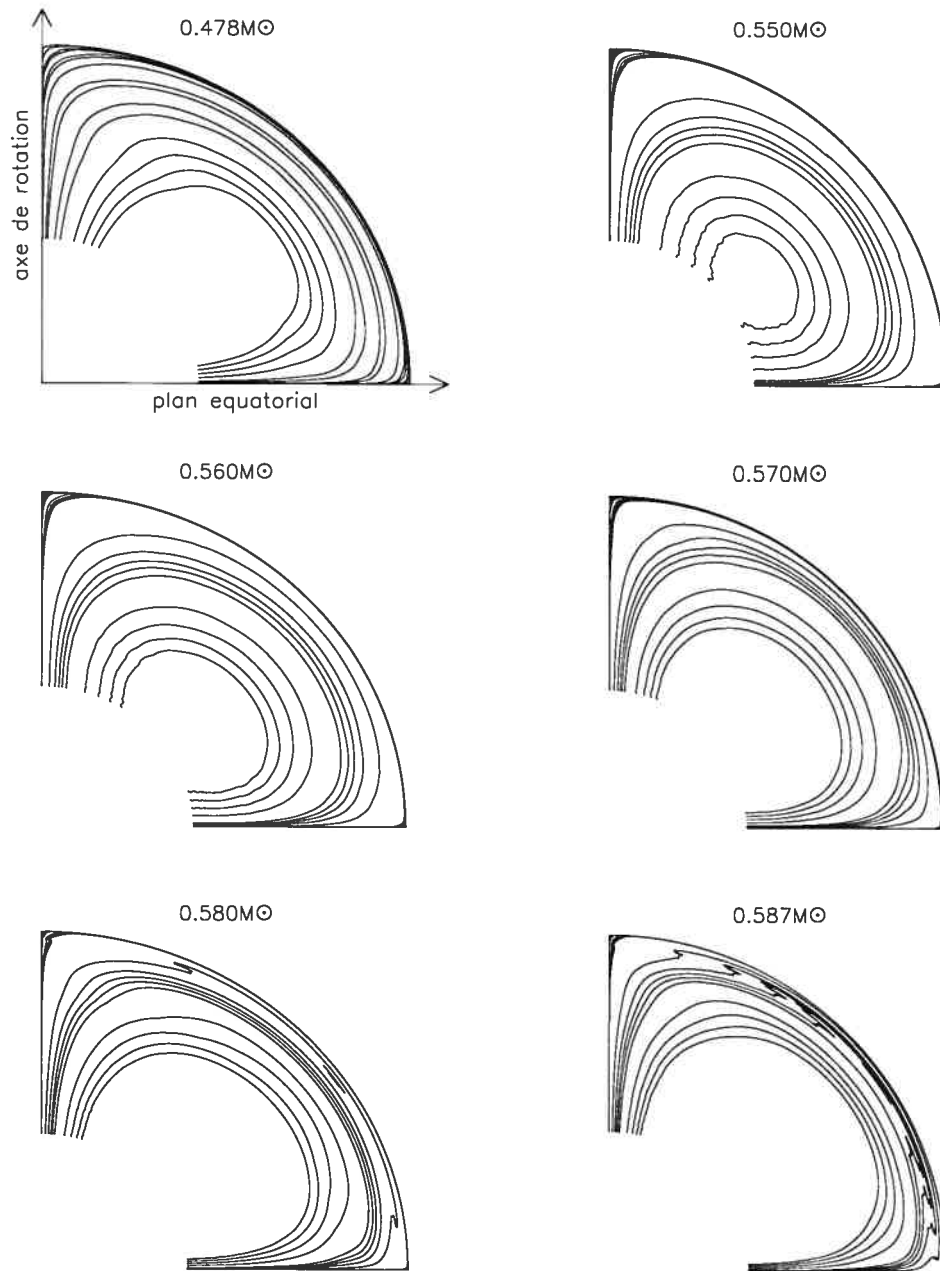 0.478M⊙
0.550M⊙
axe de rotation
plan equatorial
0.560M⊙
0.570M⊙
0.580M⊙
0.587M⊙